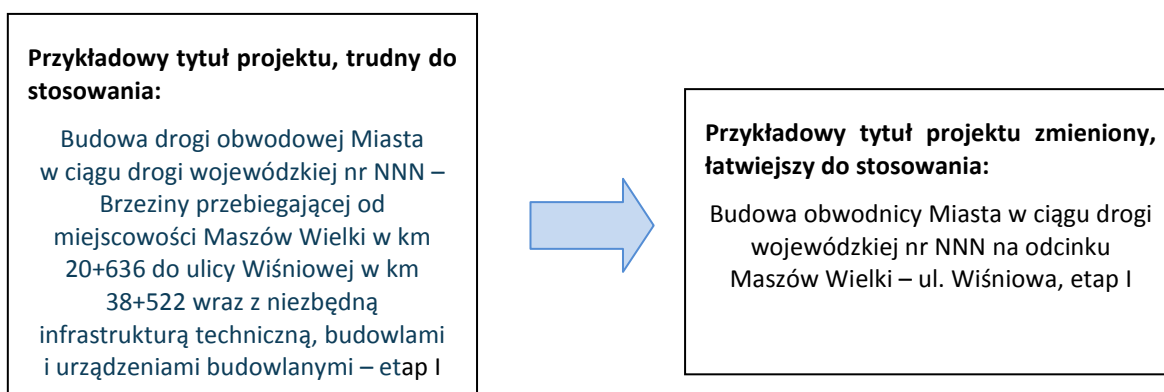 Przykładowy tytuł projektu, trudny do
stosowania:
Budowa drogi obwodowej Miasta
w ciągu drogi wojewódzkiej nr NNN –
Brzeziny przebiegającej od
miejscowości Maszów Wielki w km
20+636 do ulicy Wiśniowej w km
38+522 wraz z niezbędną
infrastrukturą techniczną, budowlami
i urządzeniami budowlanymi – etap I
Przykładowy tytuł projektu zmieniony,
łatwiejszy do stosowania:
Budowa obwodnicy Miasta w ciągu drogi
wojewódzkiej nr NNN na odcinku
Maszów Wielki – ul. Wiśniowa, etap I